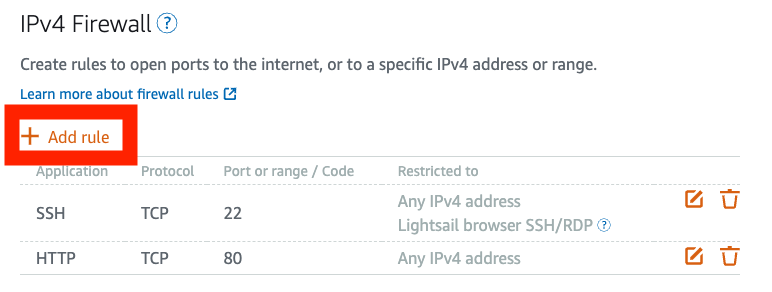 IPv4 Firewall ?
Create rules to open ports to the internet, or to a specific IPv4 address or range.
Learn more about firewall rules
+ Add rule
Application Protocol Port or range / Code Restricted to
SSH TCP 22 Any IPv4 address
Lightsail browser SSH/RDP ?
HTTP TCP 80 Any IPv4 address